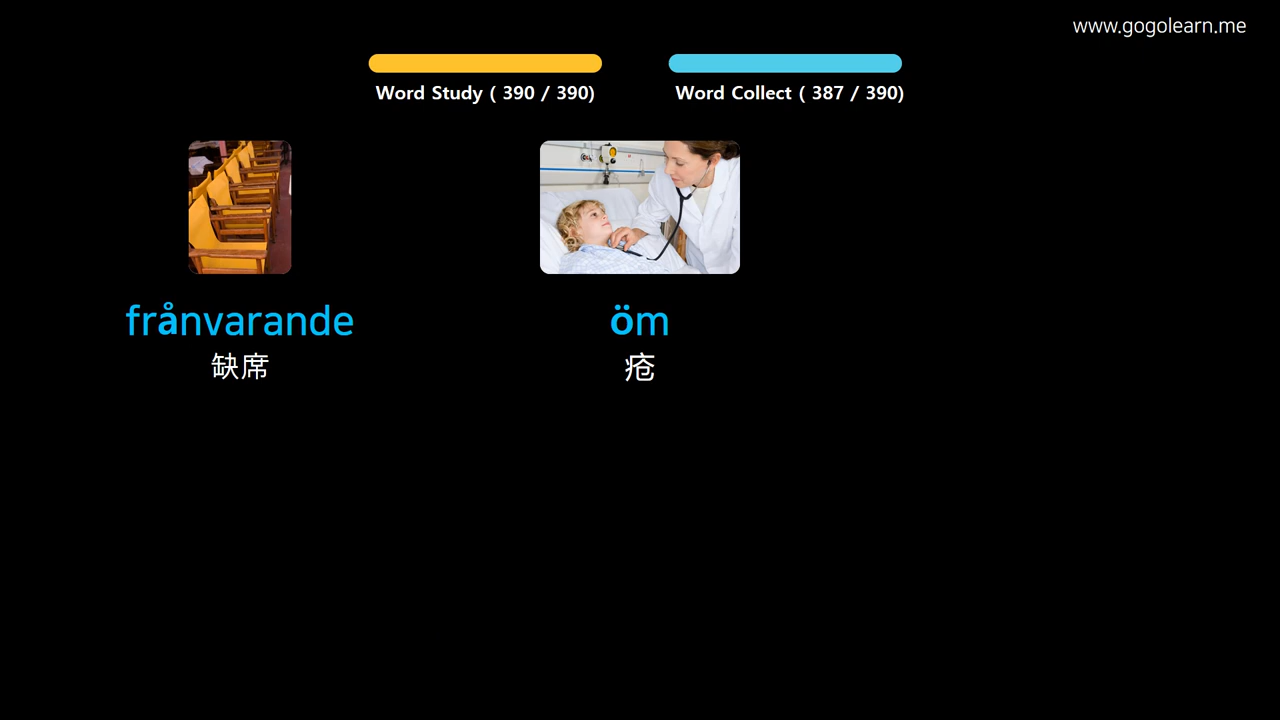 www.gogolearn.me
Word Study ( 390 / 390)
Word Collect ( 387 / 390)
frånvarande
缺席
öm
疮